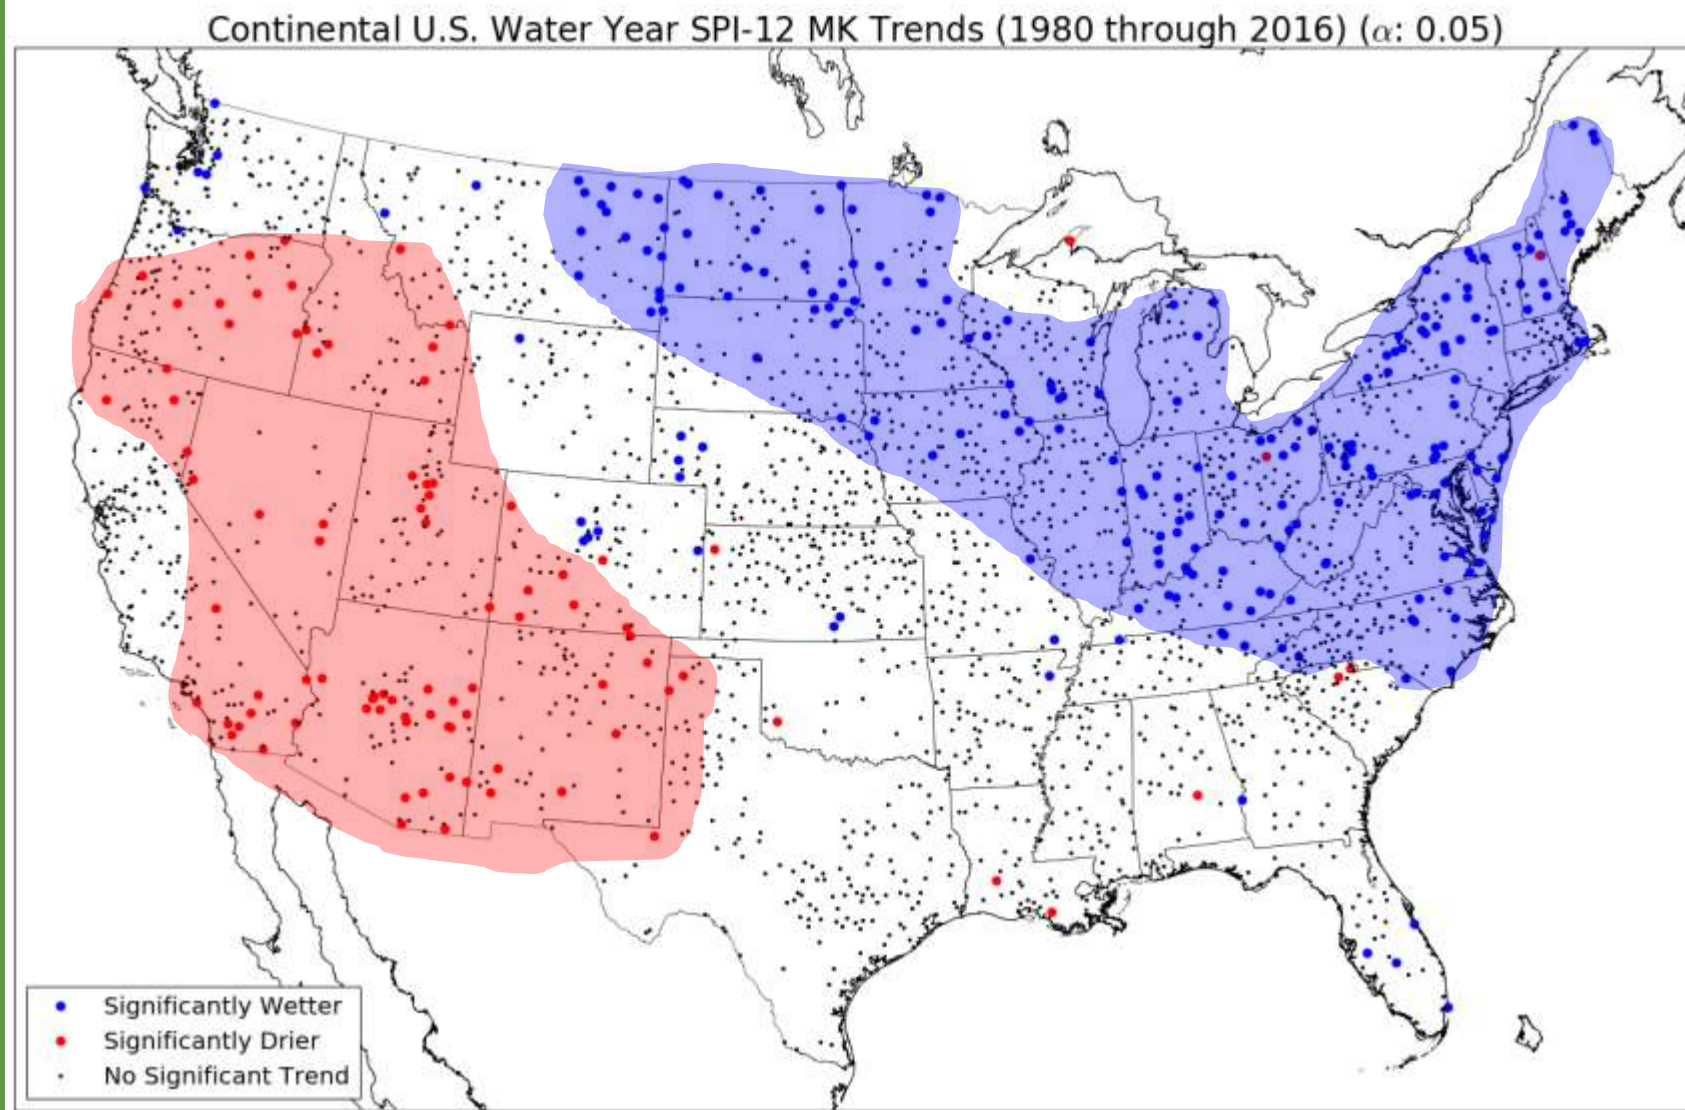 Continental U.S. Water Year SPI-12 MK Trends (1980 through 2016) (α: 0.05)
Significantly Wetter
Significantly Drier
No Significant Trend